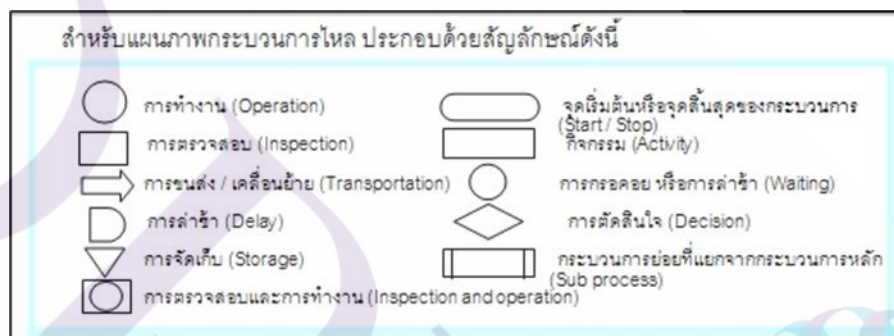 สำหรับแผนภาพกระบวนการไหล ประกอบด้วยสัญลักษณ์ดังนี้
การทำงาน (Operation)
การตรวจสอบ (Inspection)
การขนส่ง / เคลื่อนย้าย (Transportation)
การล่าช้า (Delay)
การจัดเก็บ (Storage)
การตรวจสอบและการทำงาน (Inspection and operation)
จุดเริ่มต้นหรือจุดสิ้นสุดของกระบวนการ
(Start / Stop)
กิจกรรม (Activity)
การกรอคอย หรือการล่าช้า (Waiting)
การตัดสินใจ (Decision)
กระบวนการย่อยที่แยกจากกระบวนการหลัก
(Sub process)